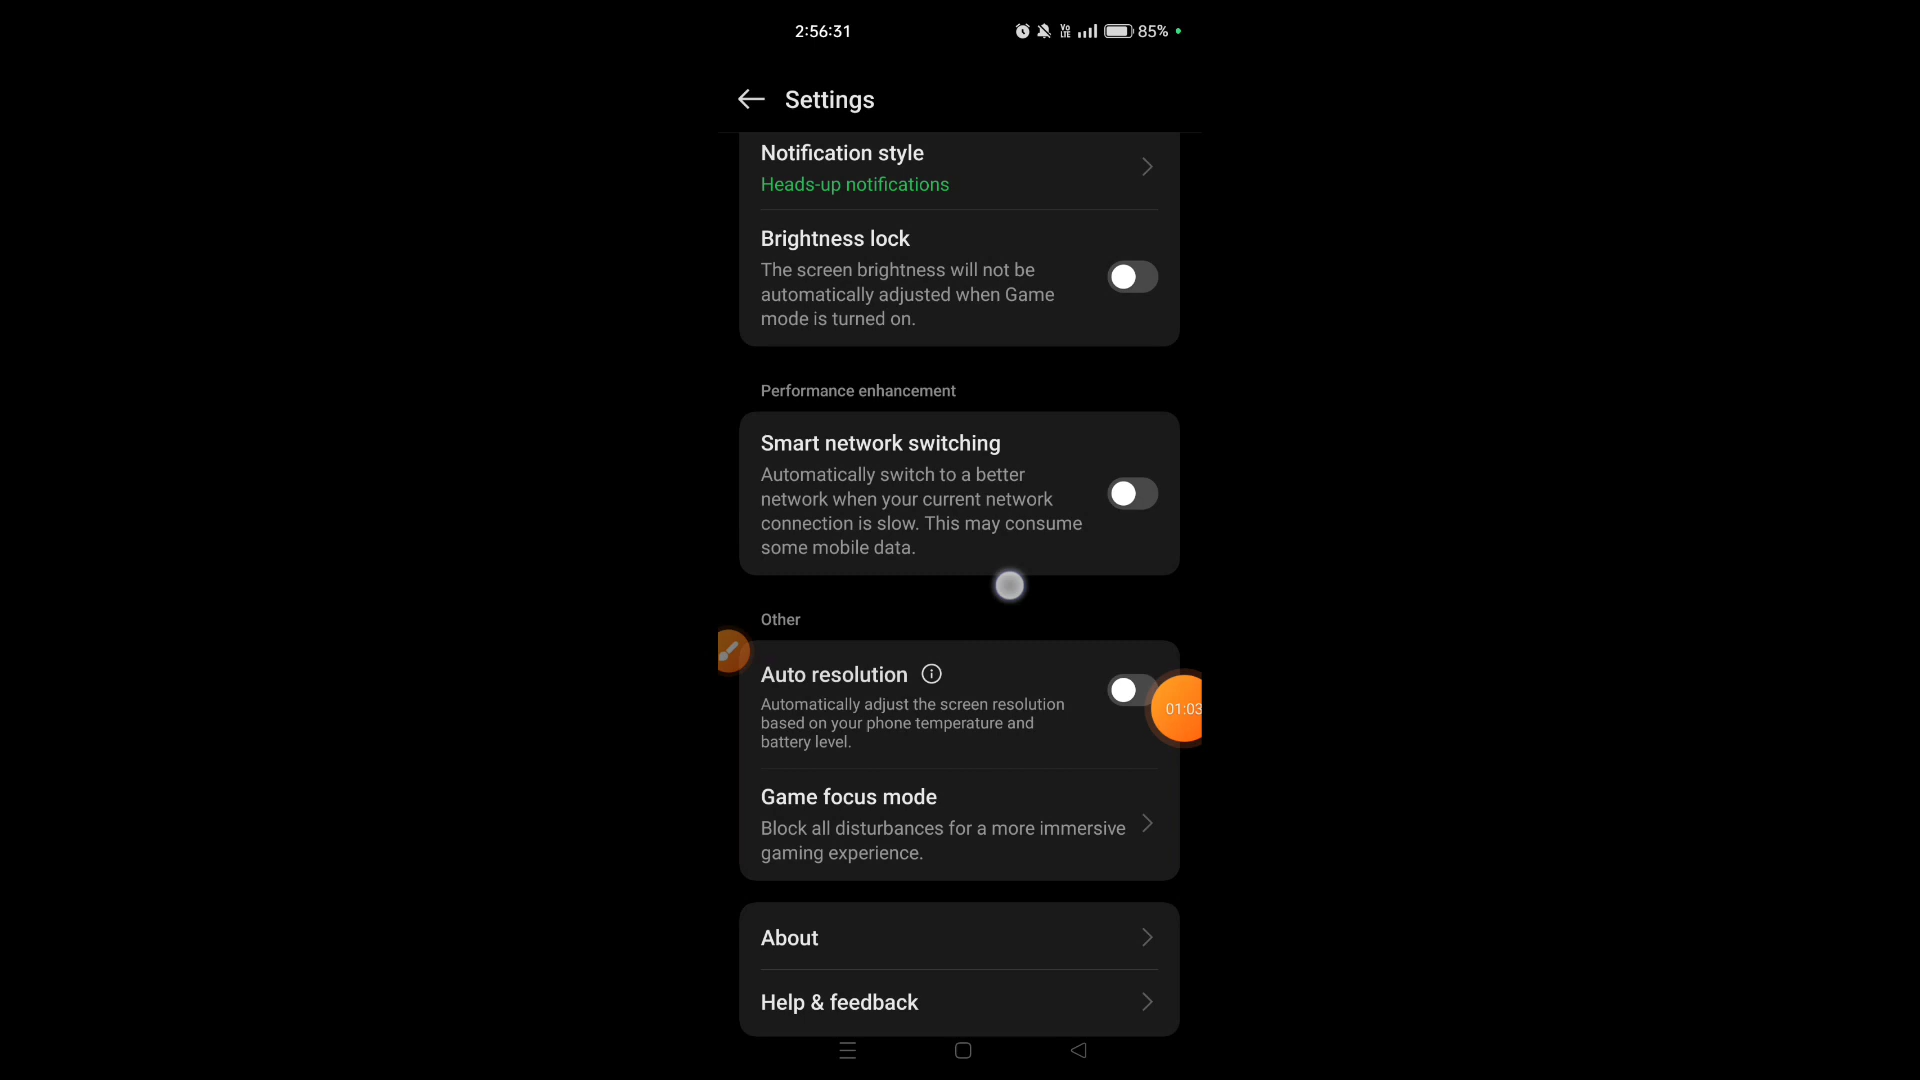 2:56:31
Vo LTE 85%
Settings
Notification style
Heads-up notifications
Brightness lock
The screen brightness will not be
automatically adjusted when Game
mode is turned on.
Performance enhancement
Smart network switching
Automatically switch to a better
network when your current network
connection is slow. This may consume
some mobile data.
Other
Auto resolution
Automatically adjust the screen resolution
based on your phone temperature and
battery level.
01:03
Game focus mode
Block all disturbances for a more immersive
gaming experience.
About
Help & feedback